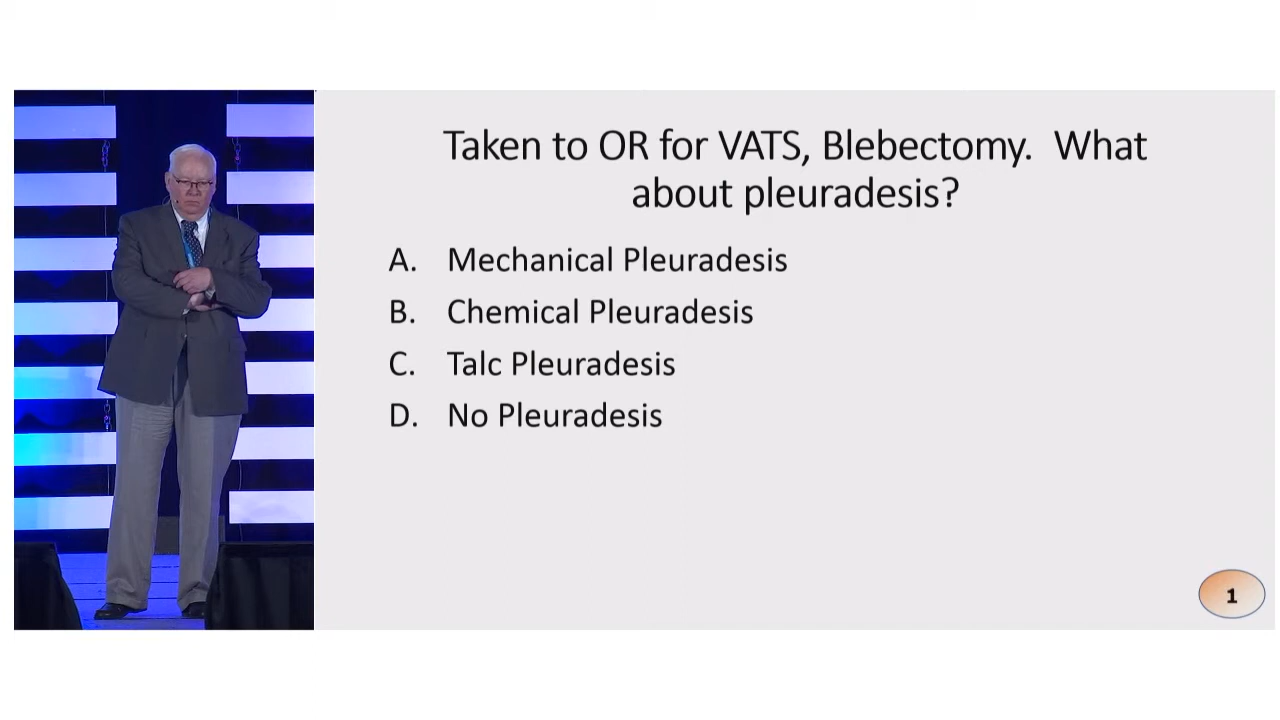 Taken to OR for VATS, Blebectomy. What
about pleuradesis?
A. Mechanical Pleuradesis
B. Chemical Pleuradesis
C. Talc Pleuradesis
D. No Pleuradesis
1